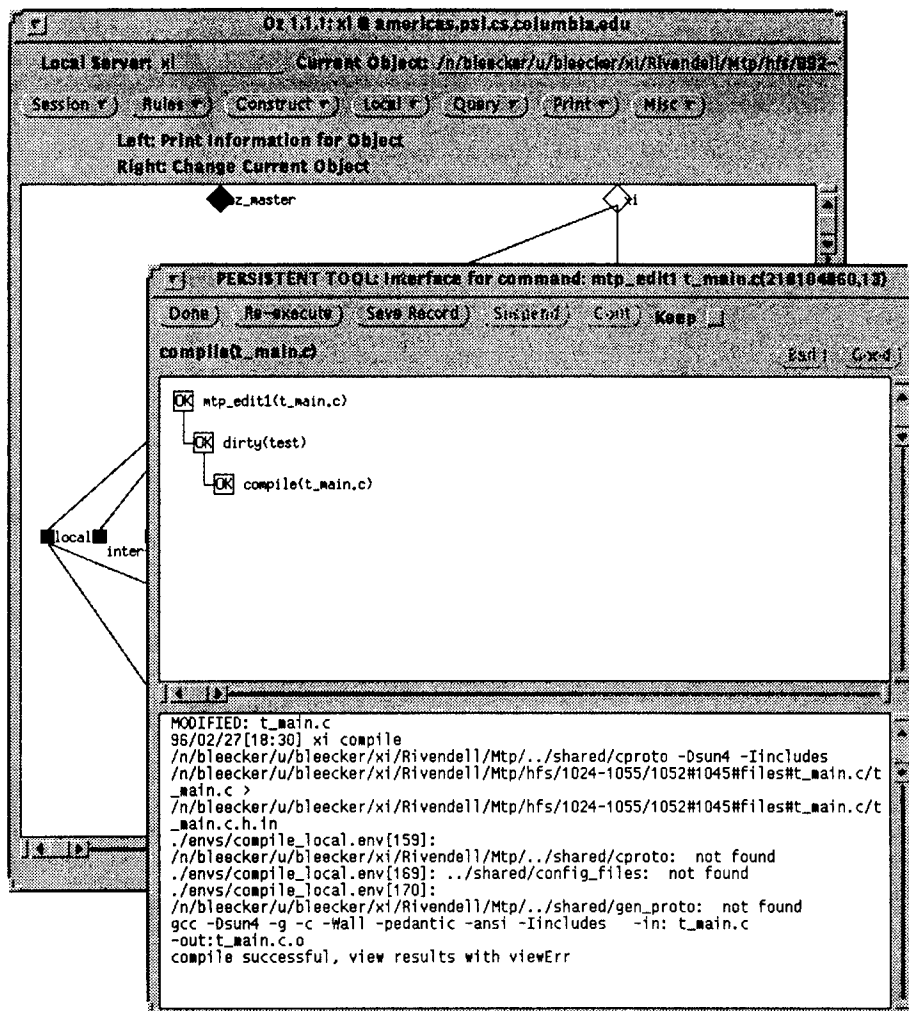 Oz 1.1.1: xi @ americas.psl.cs.columbia.edu
Local Server: xi Current Object: /n/bleecker/u/bleecker/xi/Rivendell/Mtp/hfs/992-
Session Rules Construct Local Query Print Misc
Left: Print Information for Object
Right: Change Current Object
oz_master xi
PERSISTENT TOOL: Interface for command: mtp_edit1 t_main.c(218104860,13)
Done Re-execute Save Record Suspend Cont Keep
compile(t_main.c)
OK mtp_edit1(t_main.c)
OK dirty(test)
OK compile(t_main.c)
local
inter
MODIFIED: t_main.c
96/02/27[18:30] xi compile
/n/bleecker/u/bleecker/xi/Rivendell/Mtp/../shared/cproto -Dsun4 -Iincludes
/n/bleecker/u/bleecker/xi/Rivendell/Mtp/hfs/1024-1055/1052#1045#files#t_main.c/t
_main.c >
/n/bleecker/u/bleecker/xi/Rivendell/Mtp/hfs/1024-1055/1052#1045#files#t_main.c/t
_main.c.h.in
./envs/compile_local.env[159]:
/n/bleecker/u/bleecker/xi/Rivendell/Mtp/../shared/cproto: not found
./envs/compile_local.env[169]: ../shared/config_files: not found
./envs/compile_local.env[170]:
/n/bleecker/u/bleecker/xi/Rivendell/Mtp/../shared/gen_proto: not found
gcc -Dsun4 -g -c -Wall -pedantic -ansi -Iincludes -in: t_main.c
-out:t_main.c.o
compile successful, view results with viewErr